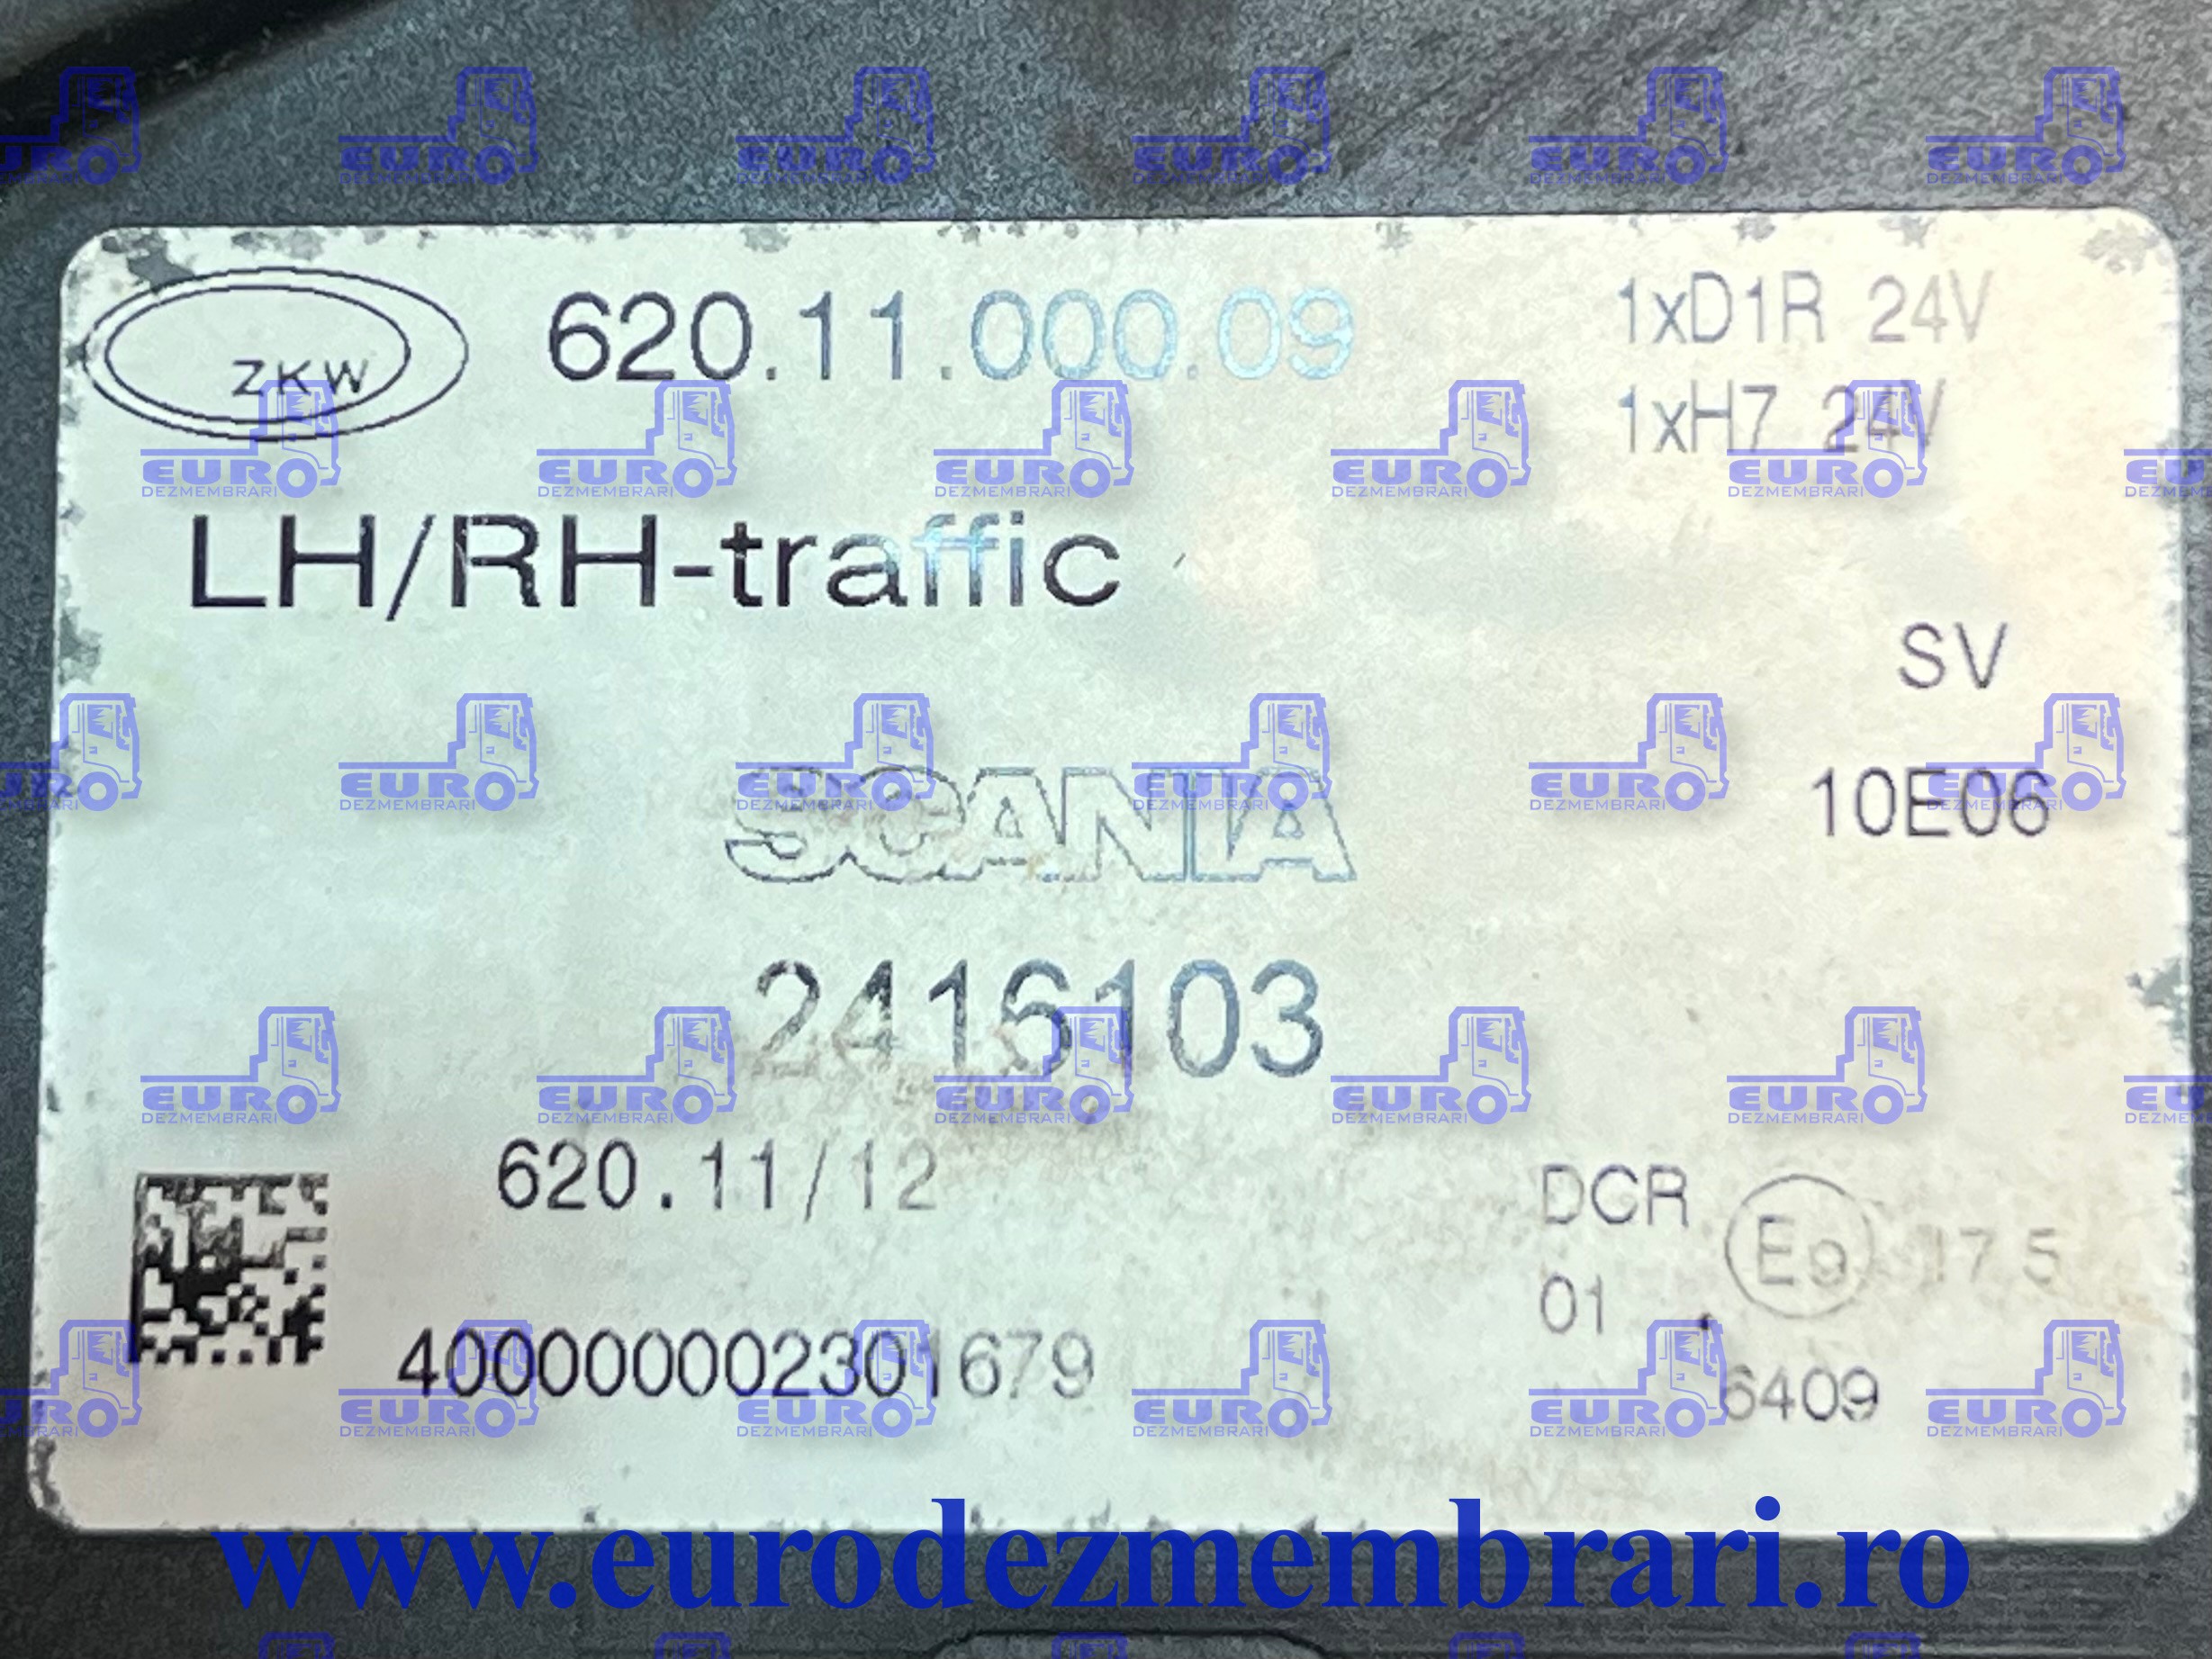 ZKW
620.11.000.09
1xD1R 24V
1xH7 24V
LH/RH-traffic
SV
SCANIA
10E06
2416103
620.11/12
DCR
E9 17.5
01
400000002301679
6409
EURO
DEZMEMBRARI
www.eurodezmembrari.ro